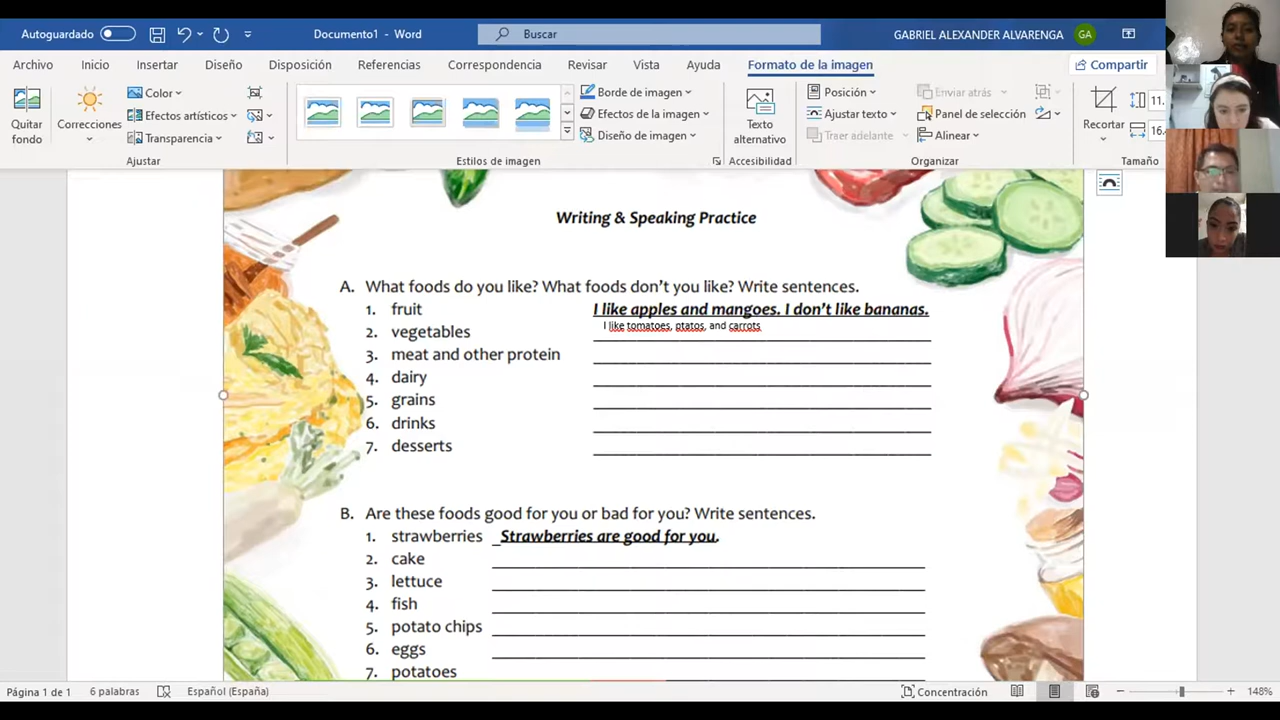 Autoguardado
Documento1 - Word
Buscar
GABRIEL ALEXANDER ALVARENGA
GA
Archivo Inicio Insertar Diseño Disposición Referencias Correspondencia Revisar Vista Ayuda Formato de la imagen Compartir
Quitar fondo
Correcciones
Color
Efectos artísticos
Transparencia
Ajustar
Estilos de imagen
Borde de imagen
Efectos de la imagen
Diseño de imagen
Texto alternativo
Accesibilidad
Posición
Ajustar texto
Traer adelante
Enviar atrás
Panel de selección
Alinear
Organizar
Recortar
11.
16.
Tamaño
Writing & Speaking Practice
A. What foods do you like? What foods don't you like? Write sentences.
1. fruit I like apples and mangoes. I don't like bananas.
2. vegetables I like tomatoes, ptatos, and carrots
3. meat and other protein
4. dairy
5. grains
6. drinks
7. desserts
B. Are these foods good for you or bad for you? Write sentences.
1. strawberries _Strawberries are good for you.
2. cake
3. lettuce
4. fish
5. potato chips
6. eggs
7. potatoes
Página 1 de 1 6 palabras Español (España) Concentración 148%